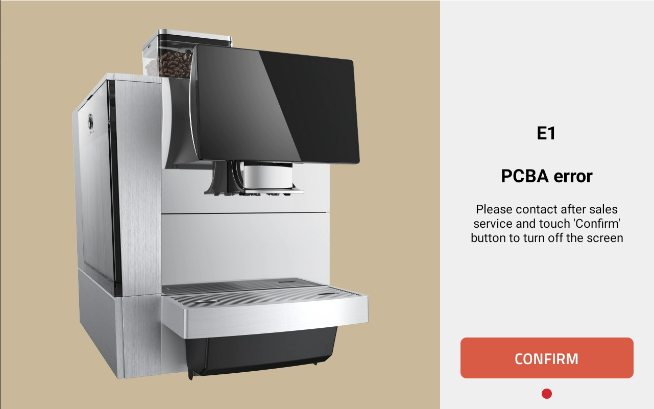 E1
PCBA error
Please contact after sales
service and touch 'Confirm'
button to turn off the screen
CONFIRM